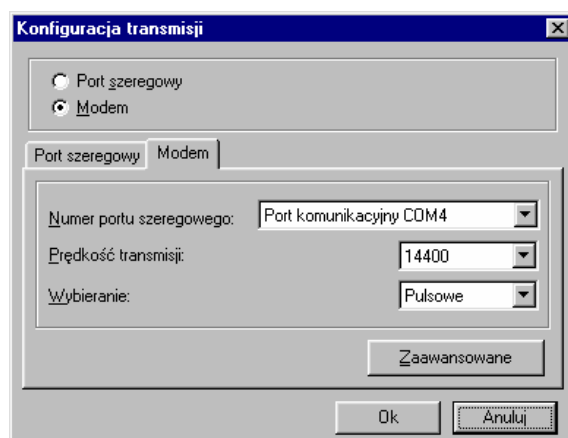 Konfiguracja transmisji
Port szeregowy
Modem
Port szeregowy Modem
Numer portu szeregowego: Port komunikacyjny COM4
Prędkość transmisji: 14400
Wybieranie: Pulsowe
Zaawansowane
Ok Anuluj